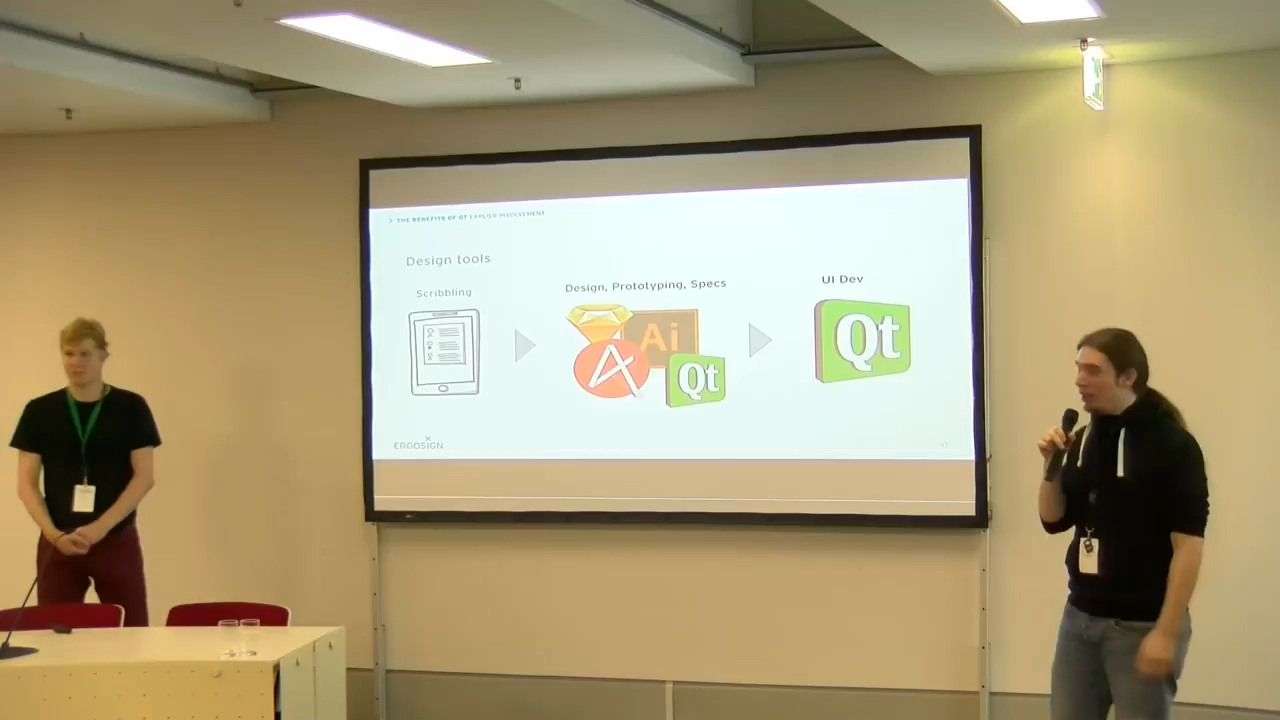 THE BENEFITS OF QT EARLIER INVOLVEMENT
Design tools
Scribbling
Design, Prototyping, Specs
UI Dev
Ai
Qt
Qt
ERGOSIGN